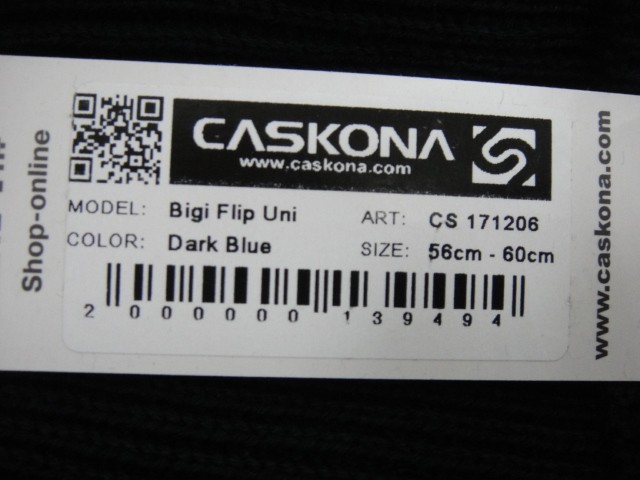 CASKONA
www.caskona.com
MODEL: Bigi Flip Uni ART: CS 171206
COLOR: Dark Blue SIZE: 56cm - 60cm
2 000000 139494
Shop-online
www.caskona.com